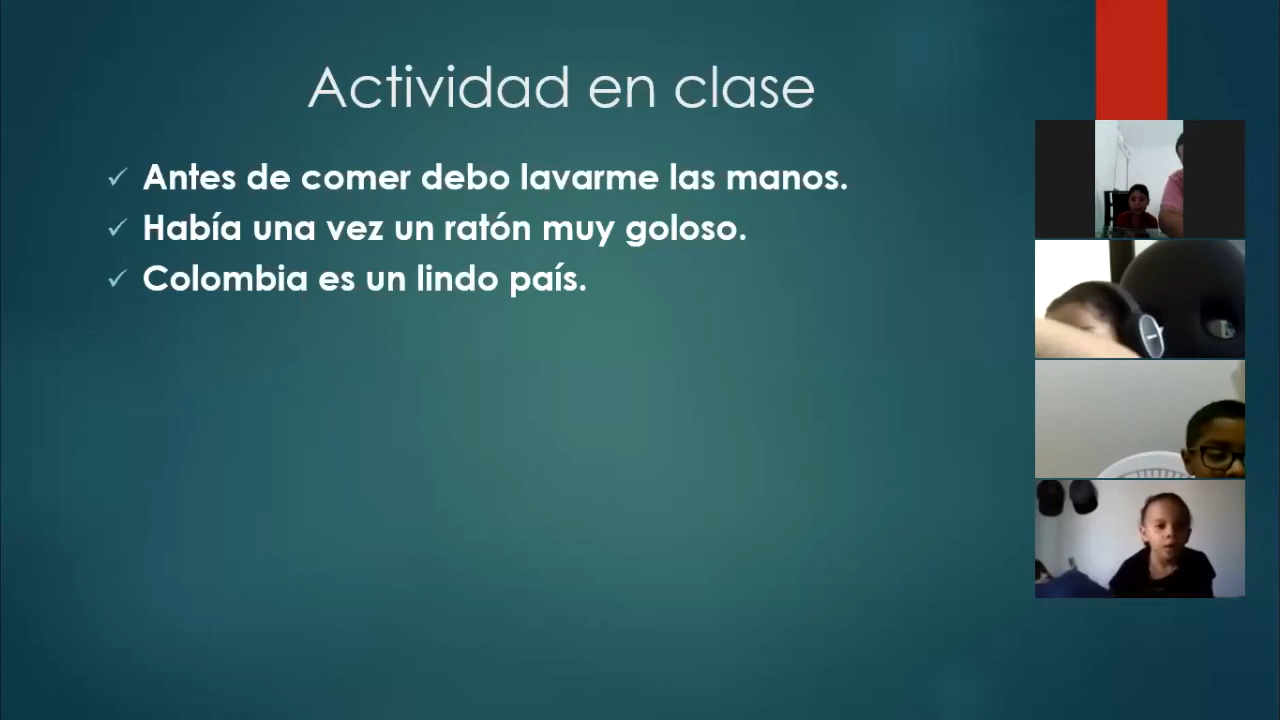 Actividad en clase
Antes de comer debo lavarme las manos.
Había una vez un ratón muy goloso.
Colombia es un lindo país.